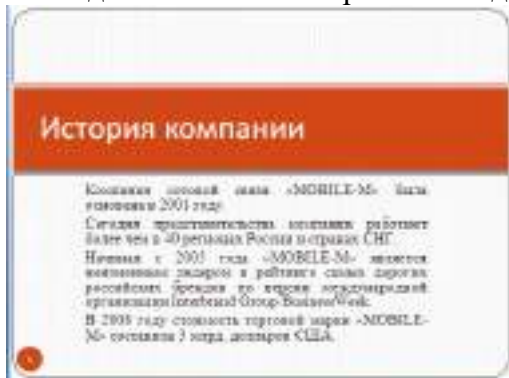 История компании
Компания сотовой связи «MOBILE-M» была
основана в 2001 году.
Сегодня представительства компании работают
более чем в 40 регионах России и странах СНГ.
Начиная с 2005 года «MOBILE-M» является
неизменным лидером в рейтинге самых дорогих
российских брендов по версии международной
организации Interbrand Group BusinessWeek.
В 2008 году стоимость торговой марки «MOBILE-
M» составила 3 млрд. долларов США.